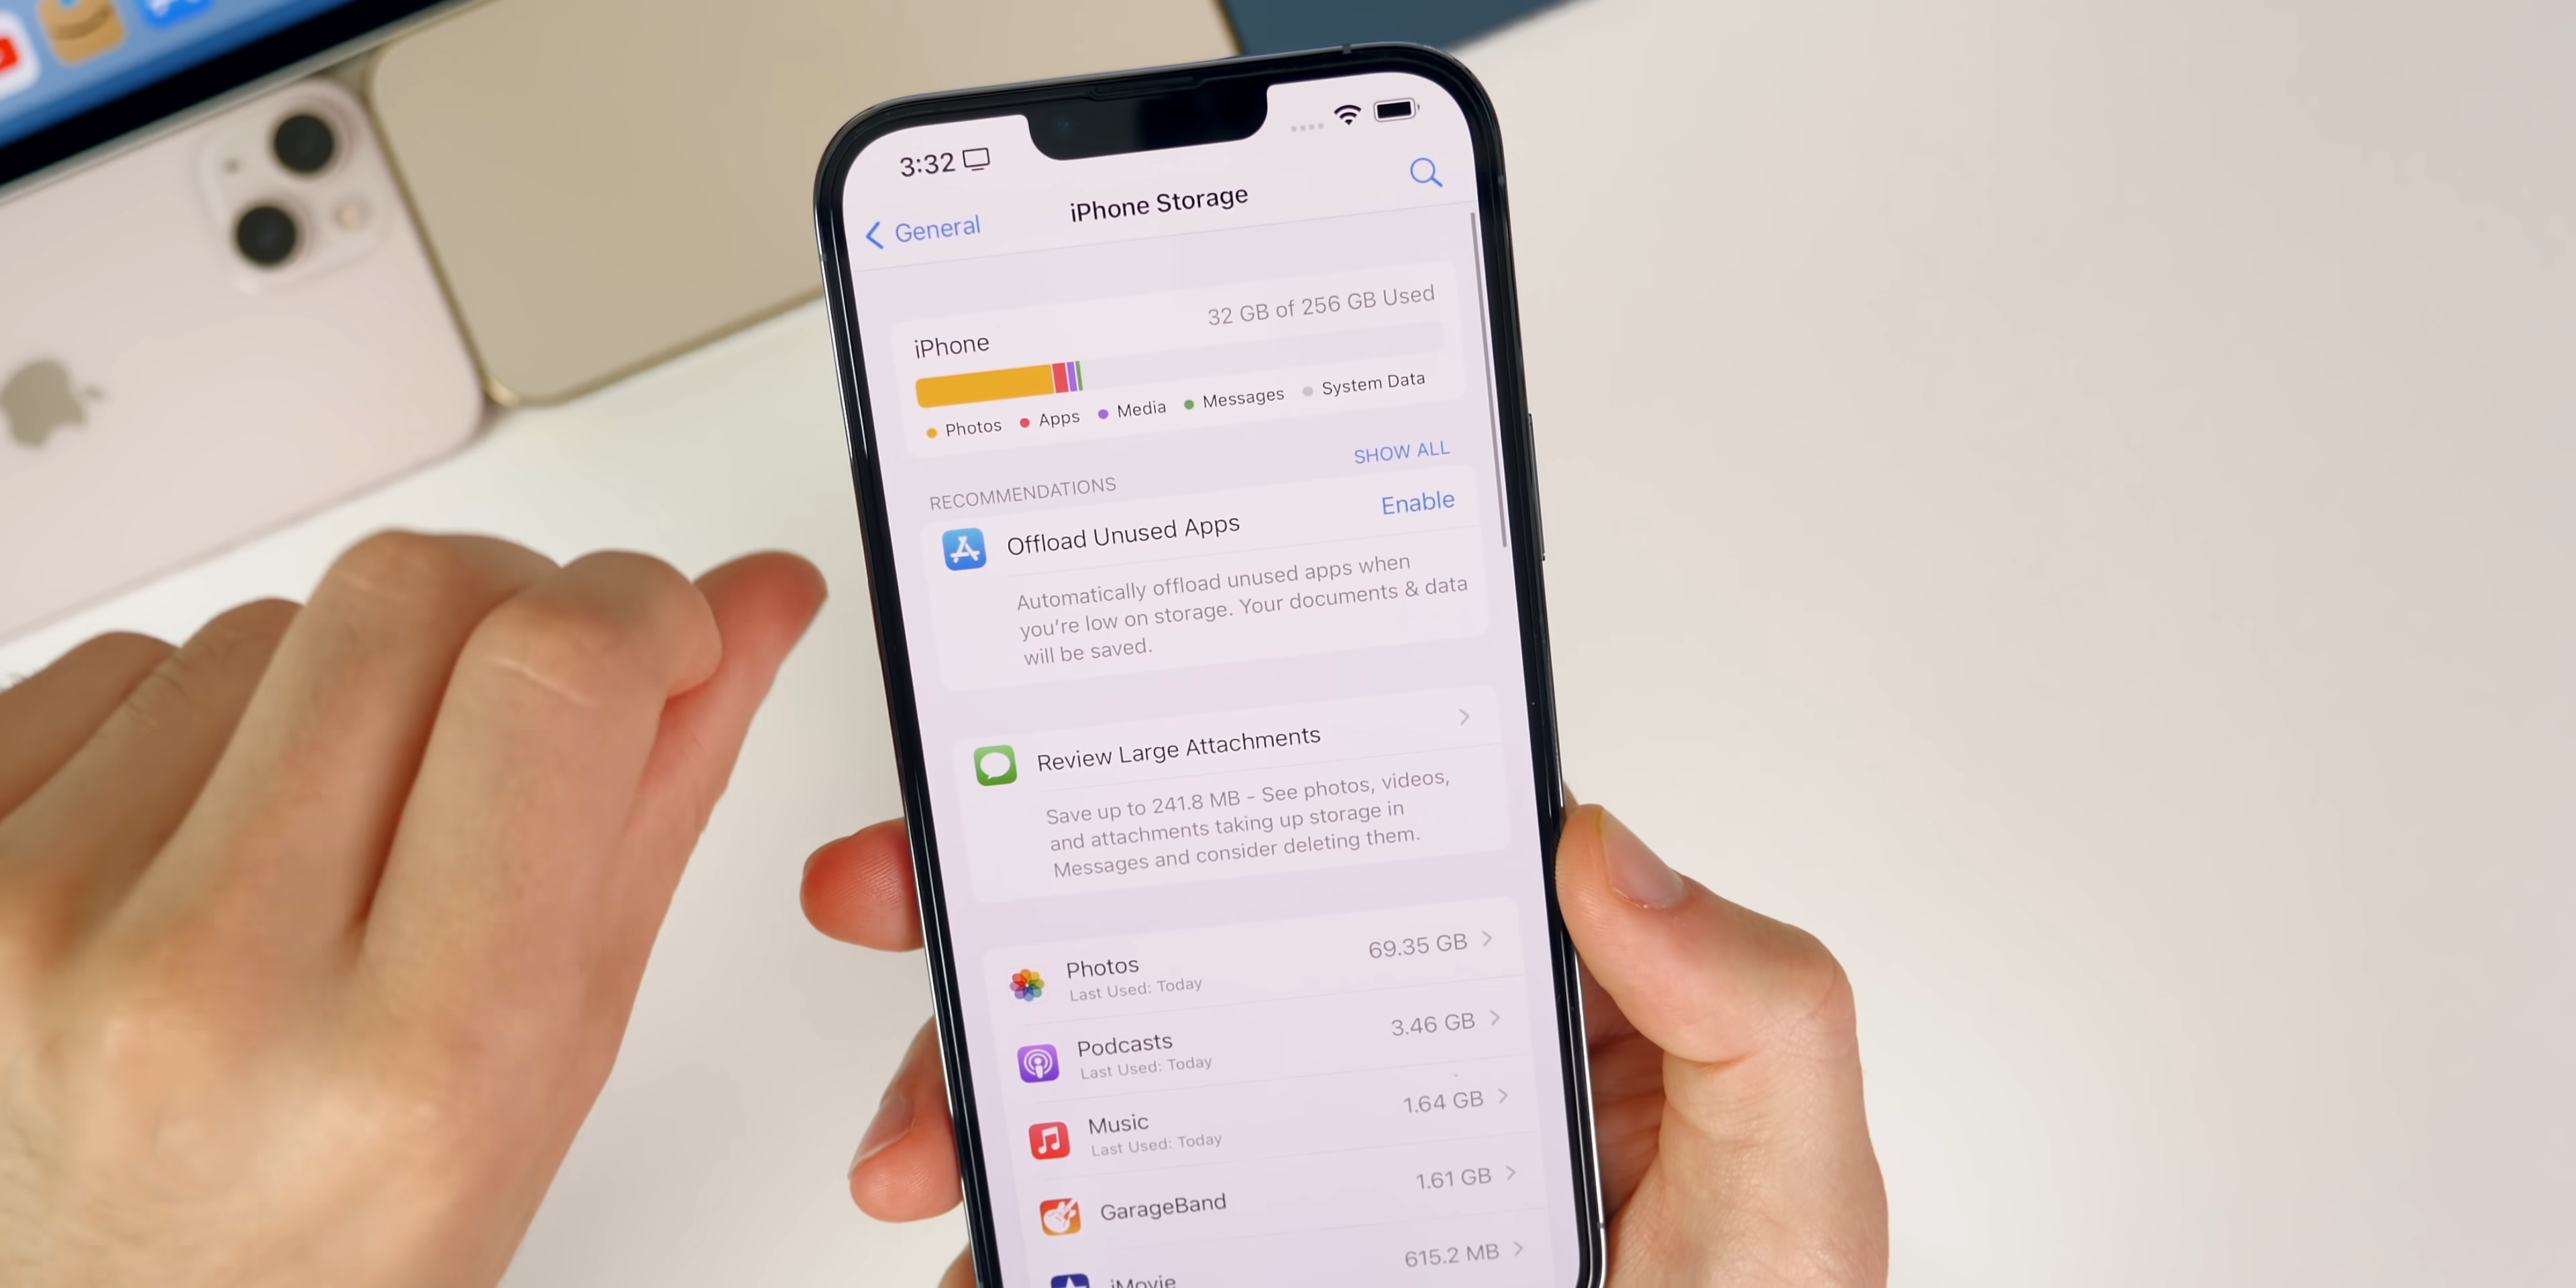 3:32
General
iPhone Storage
iPhone
32 GB of 256 GB Used
Photos Apps Media Messages System Data
RECOMMENDATIONS
SHOW ALL
Offload Unused Apps
Enable
Automatically offload unused apps when
you're low on storage. Your documents & data
will be saved.
Review Large Attachments
Save up to 241.8 MB - See photos, videos,
and attachments taking up storage in
Messages and consider deleting them.
Photos
69.35 GB
Last Used: Today
Podcasts
3.46 GB
Last Used: Today
Music
1.64 GB
Last Used: Today
GarageBand
1.61 GB
iMovie
615.2 MB